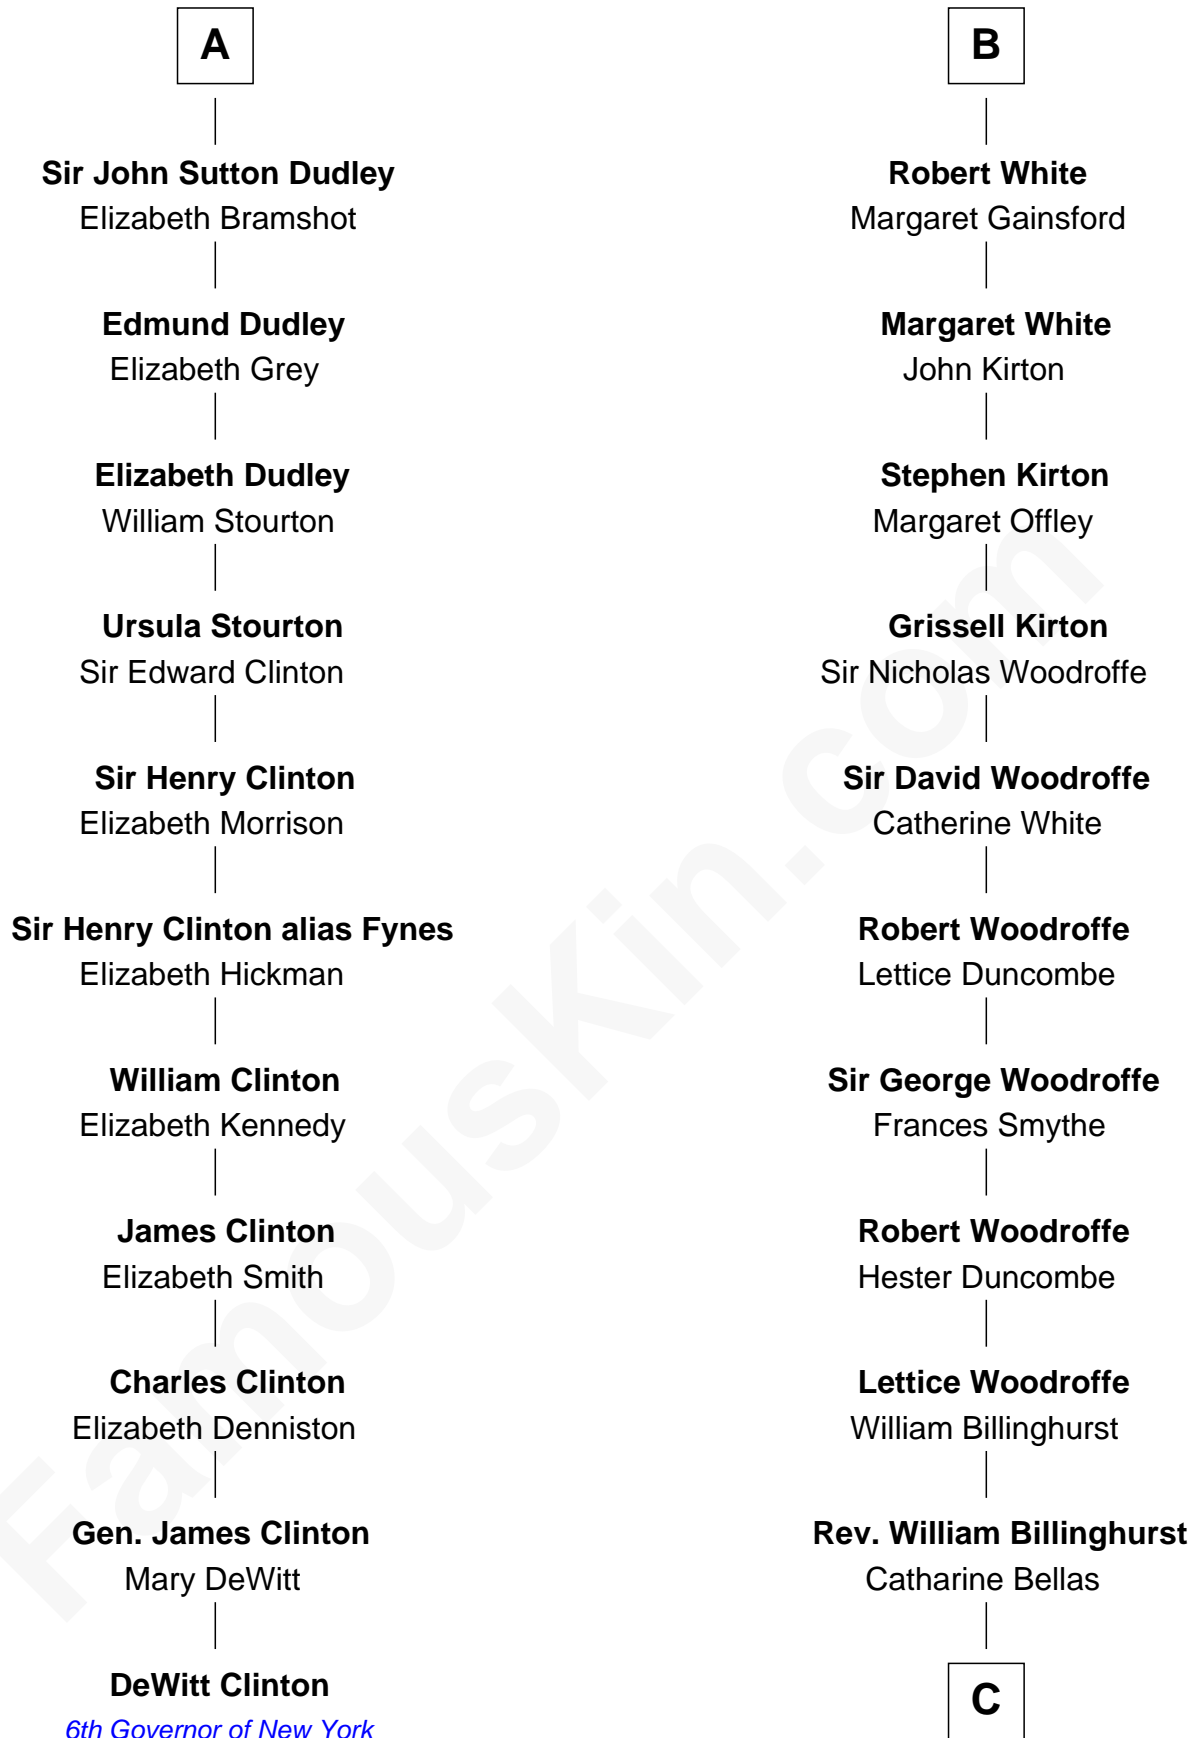 A
Sir John Sutton Dudley
Elizabeth Bramshot
Edmund Dudley
Elizabeth Grey
Elizabeth Dudley
William Stourton
Ursula Stourton
Sir Edward Clinton
Sir Henry Clinton
Elizabeth Morrison
Sir Henry Clinton alias Fynes
Elizabeth Hickman
William Clinton
Elizabeth Kennedy
James Clinton
Elizabeth Smith
Charles Clinton
Elizabeth Denniston
Gen. James Clinton
Mary DeWitt
DeWitt Clinton
6th Governor of New York
B
Robert White
Margaret Gainsford
Margaret White
John Kirton
Stephen Kirton
Margaret Offley
Grissell Kirton
Sir Nicholas Woodroffe
Sir David Woodroffe
Catherine White
Robert Woodroffe
Lettice Duncombe
Sir George Woodroffe
Frances Smythe
Robert Woodroffe
Hester Duncombe
Lettice Woodroffe
William Billinghurst
Rev. William Billinghurst
Catharine Bellas
C
FamousKin.com